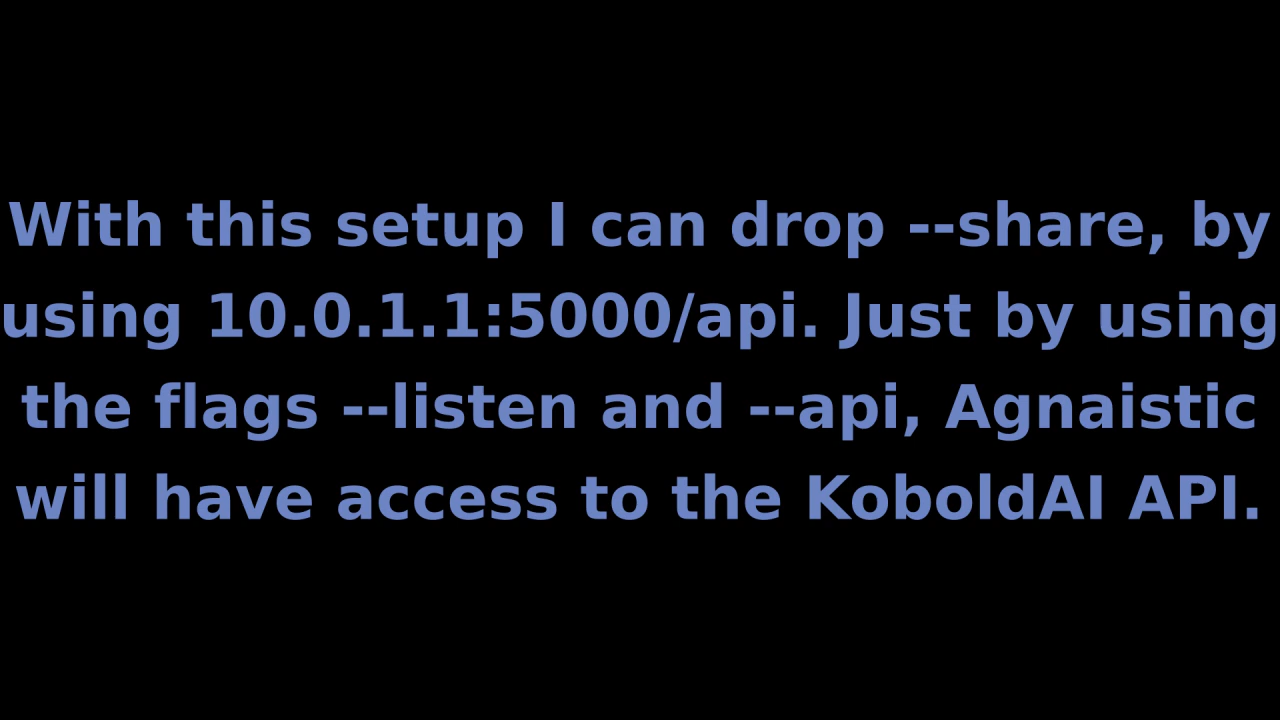 With this setup I can drop --share, by
using 10.0.1.1:5000/api. Just by using
the flags --listen and --api, Agnaistic
will have access to the KoboldAI API.